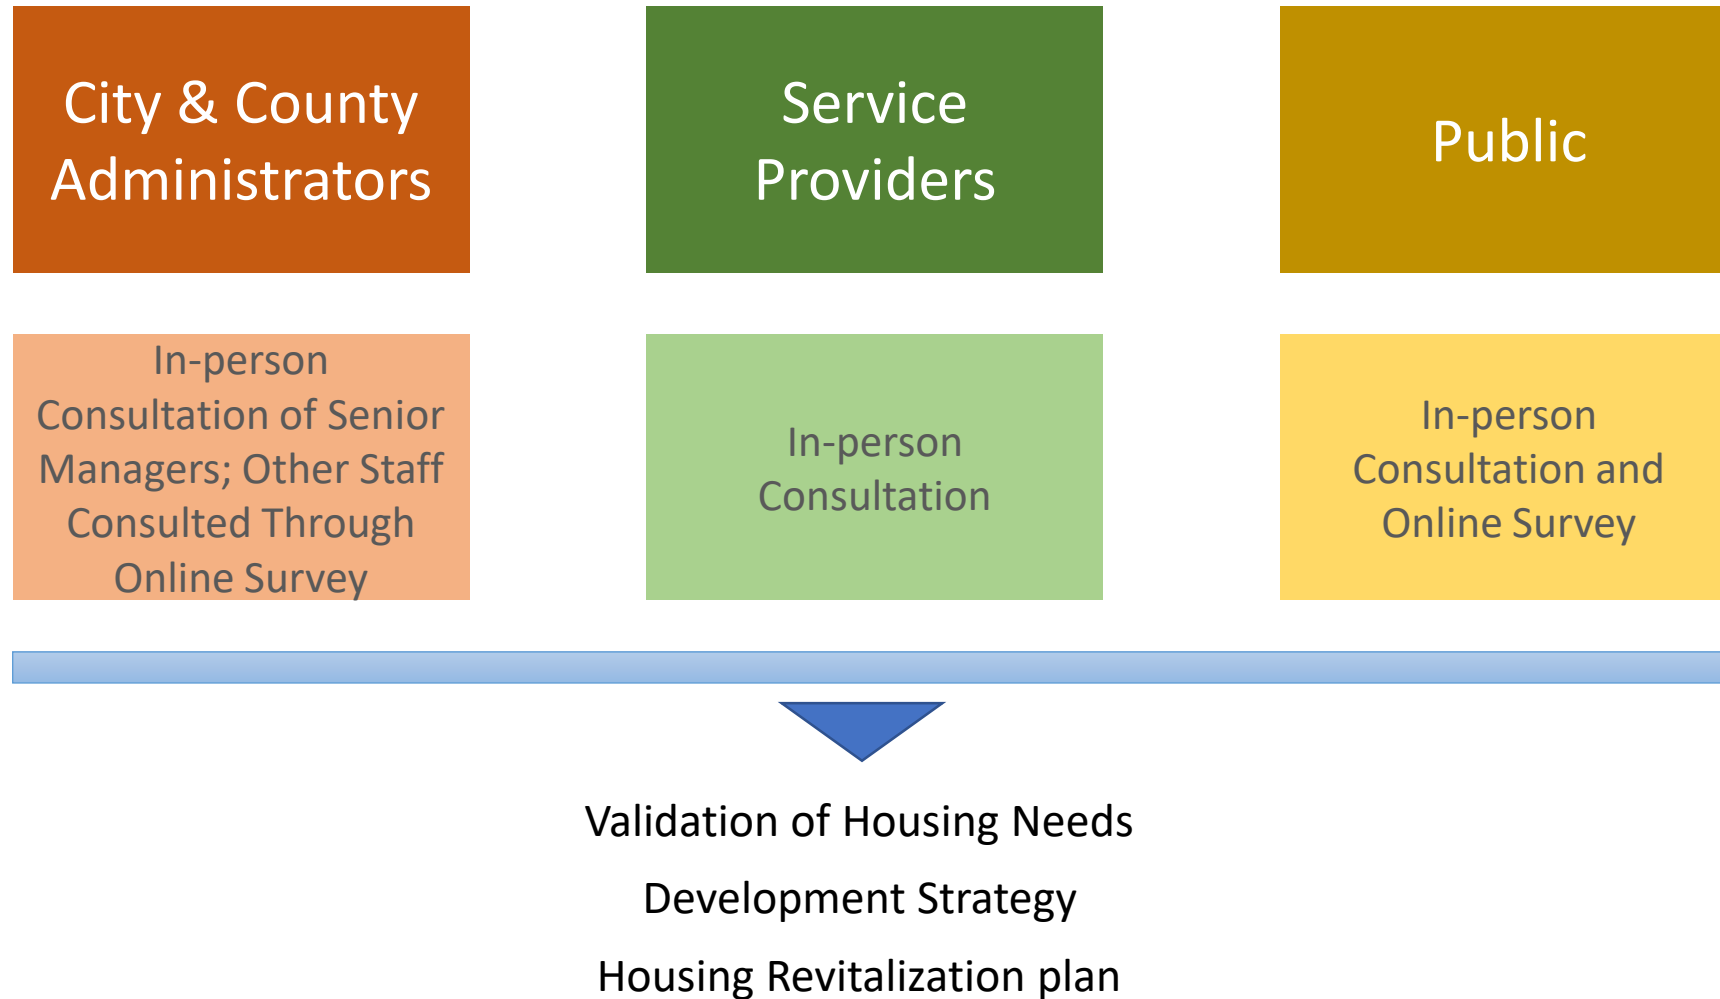 City & County
Administrators
Service
Providers
Public
In-person
Consultation of Senior
Managers; Other Staff
Consulted Through
Online Survey
In-person
Consultation
In-person
Consultation and
Online Survey
Validation of Housing Needs
Development Strategy
Housing Revitalization plan